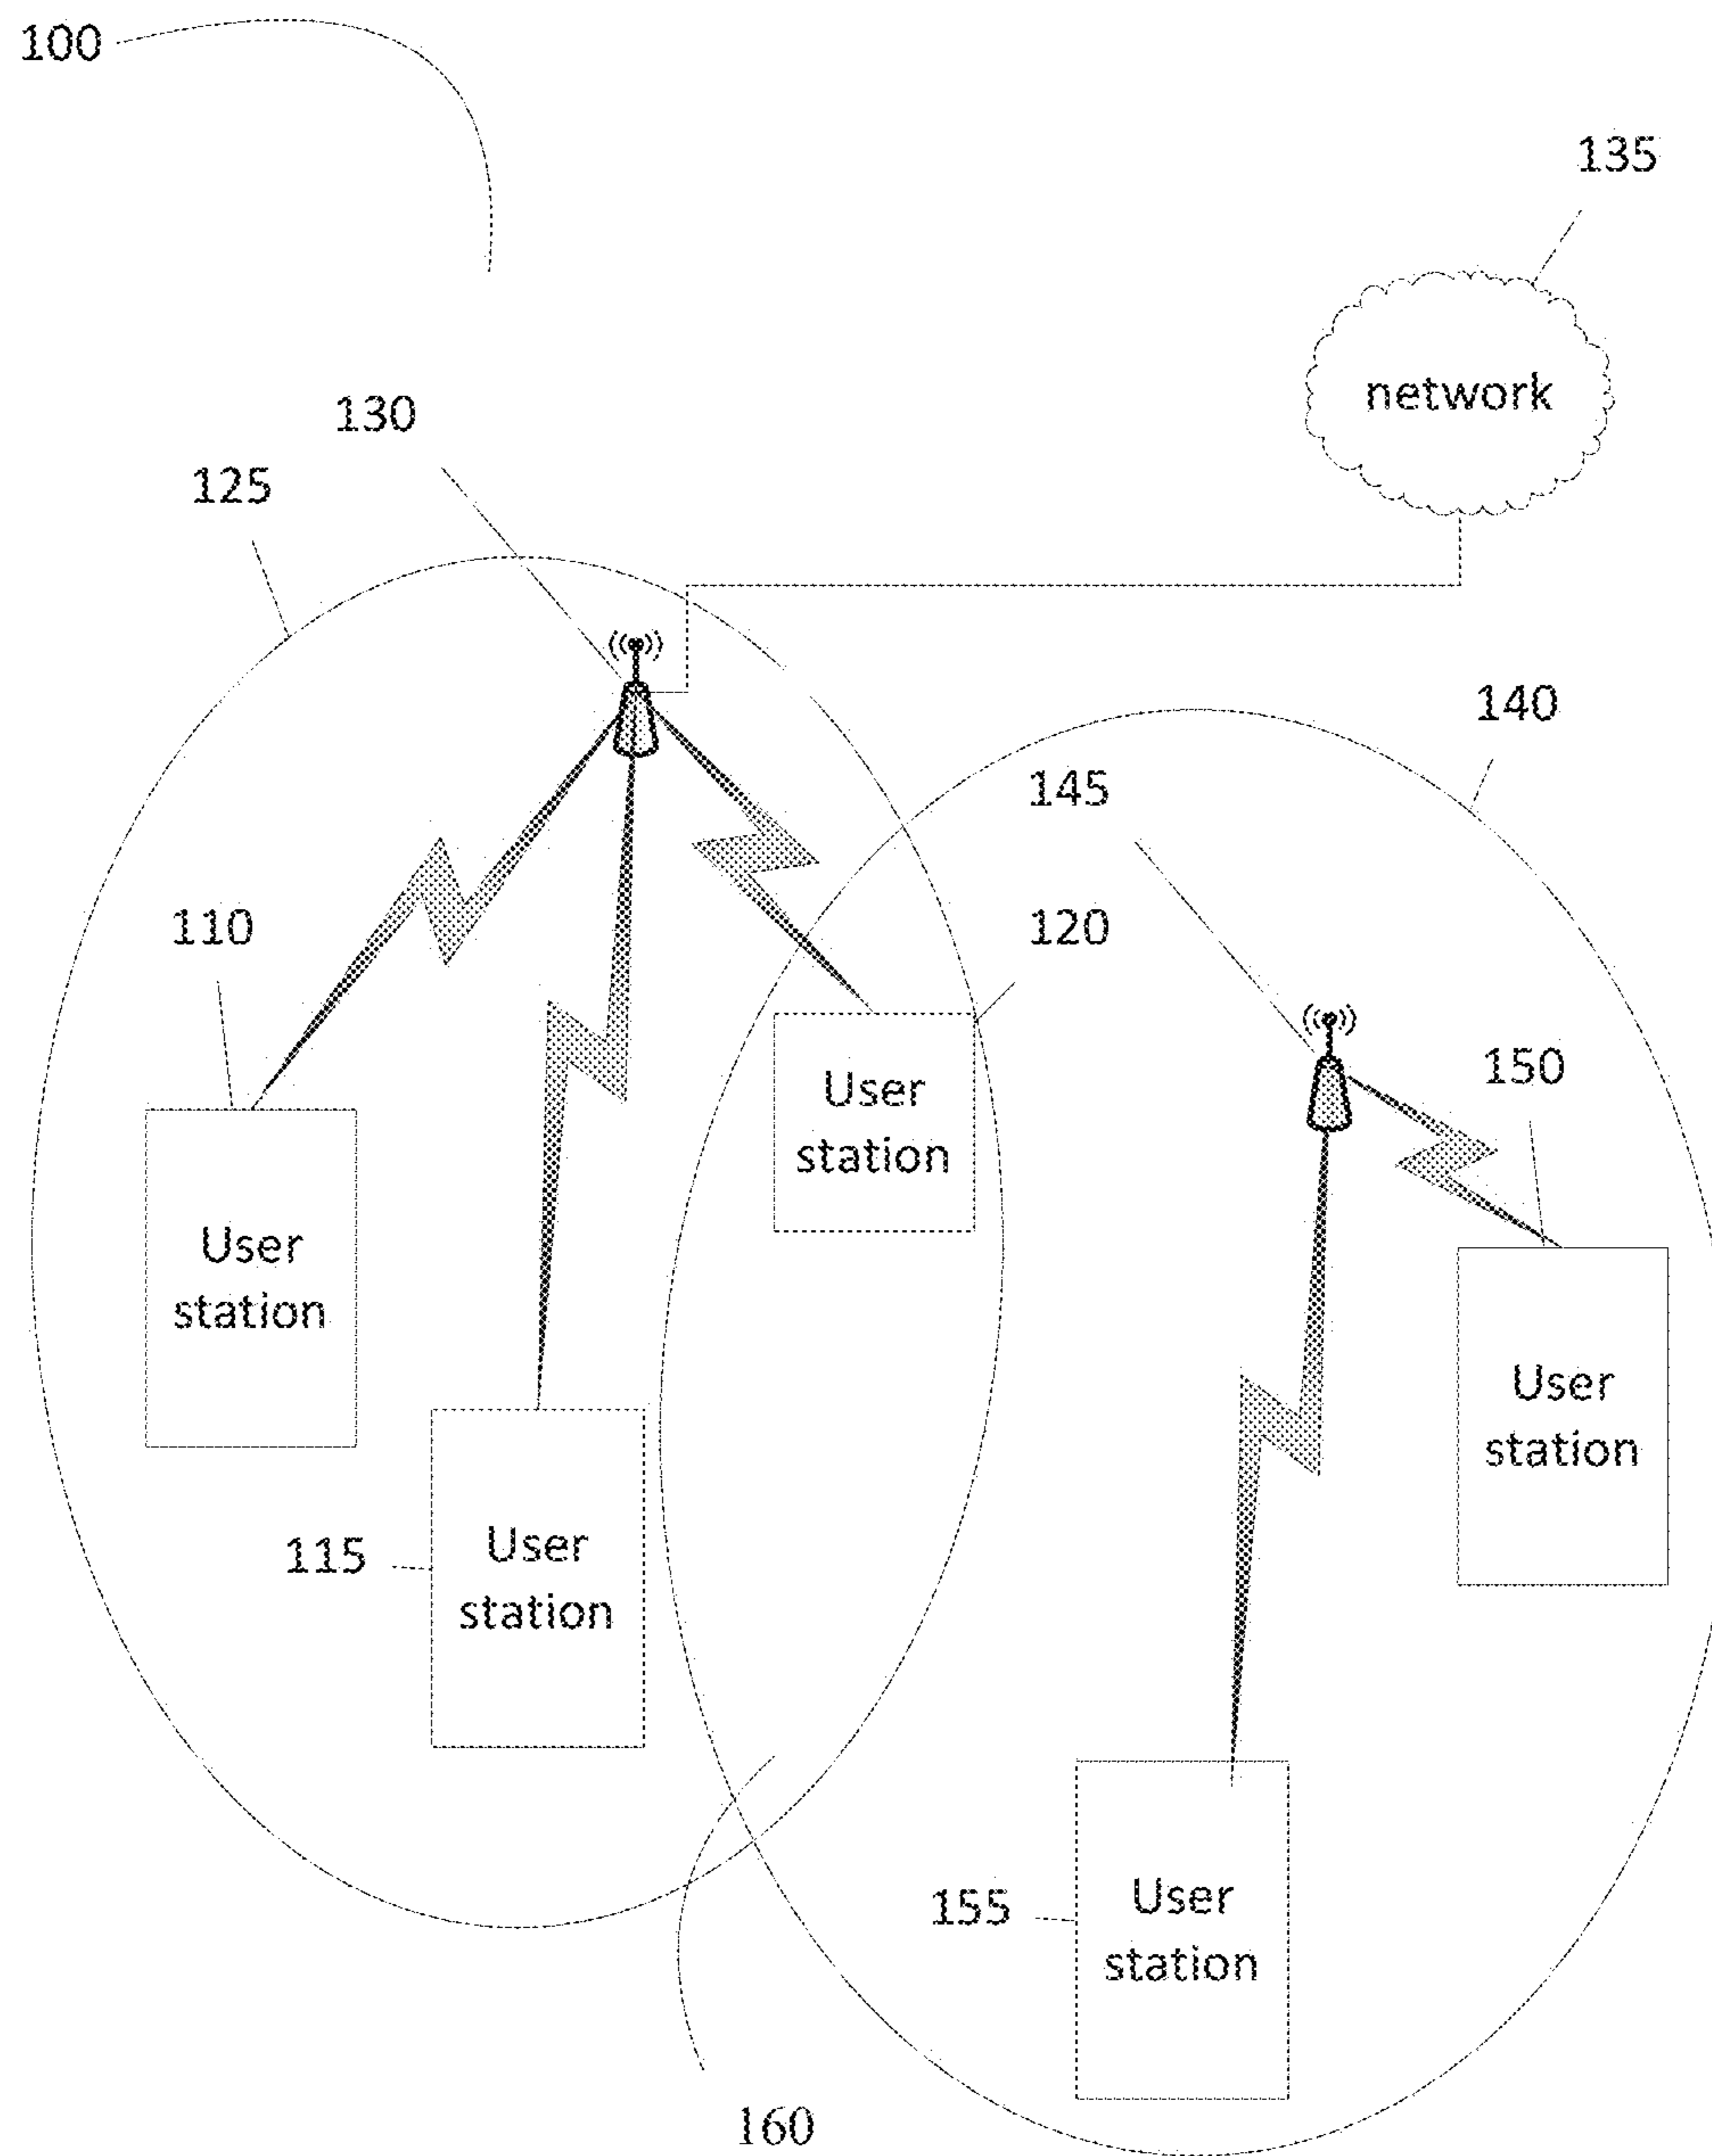 100
135
network
130
125
140
145
110
120
150
User
station
User
station
User
station
115
User
station
155
User
station
160